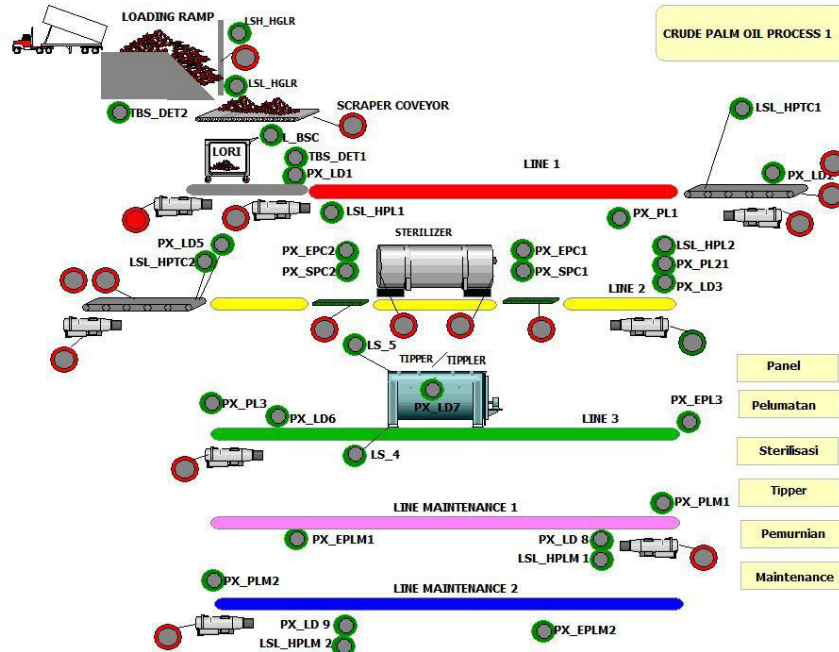 LOADING RAMP
LSH_HGLR
CRUDE PALM OIL PROCESS 1
LSL_HGLR
TBS_DET2
SCRAPER COVEYOR
LSL_HPTC1
L_BSC
LORI
TBS_DET1
LINE 1
PX_LD1
PX_LD2
LSL_HPL1
PX_PL1
STERILIZER
PX_LD5
PX_EPC2
PX_EPC1
LSL_HPL2
LSL_HPTC2
PX_SPC2
PX_SPC1
PX_PL21
PX_LD3
LINE 2
LS_5
TIPPER
TIPPLER
Panel
PX_LD7
PX_PL3
PX_EPL3
Pelumatan
PX_LD6
LINE 3
LS_4
Sterilisasi
Tipper
LINE MAINTENANCE 1
PX_PLM1
PX_EPLM1
PX_LD 8
Pemurnian
LSL_HPLM 1
PX_PLM2
LINE MAINTENANCE 2
Maintenance
PX_LD 9
PX_EPLM2
LSL_HPLM 2